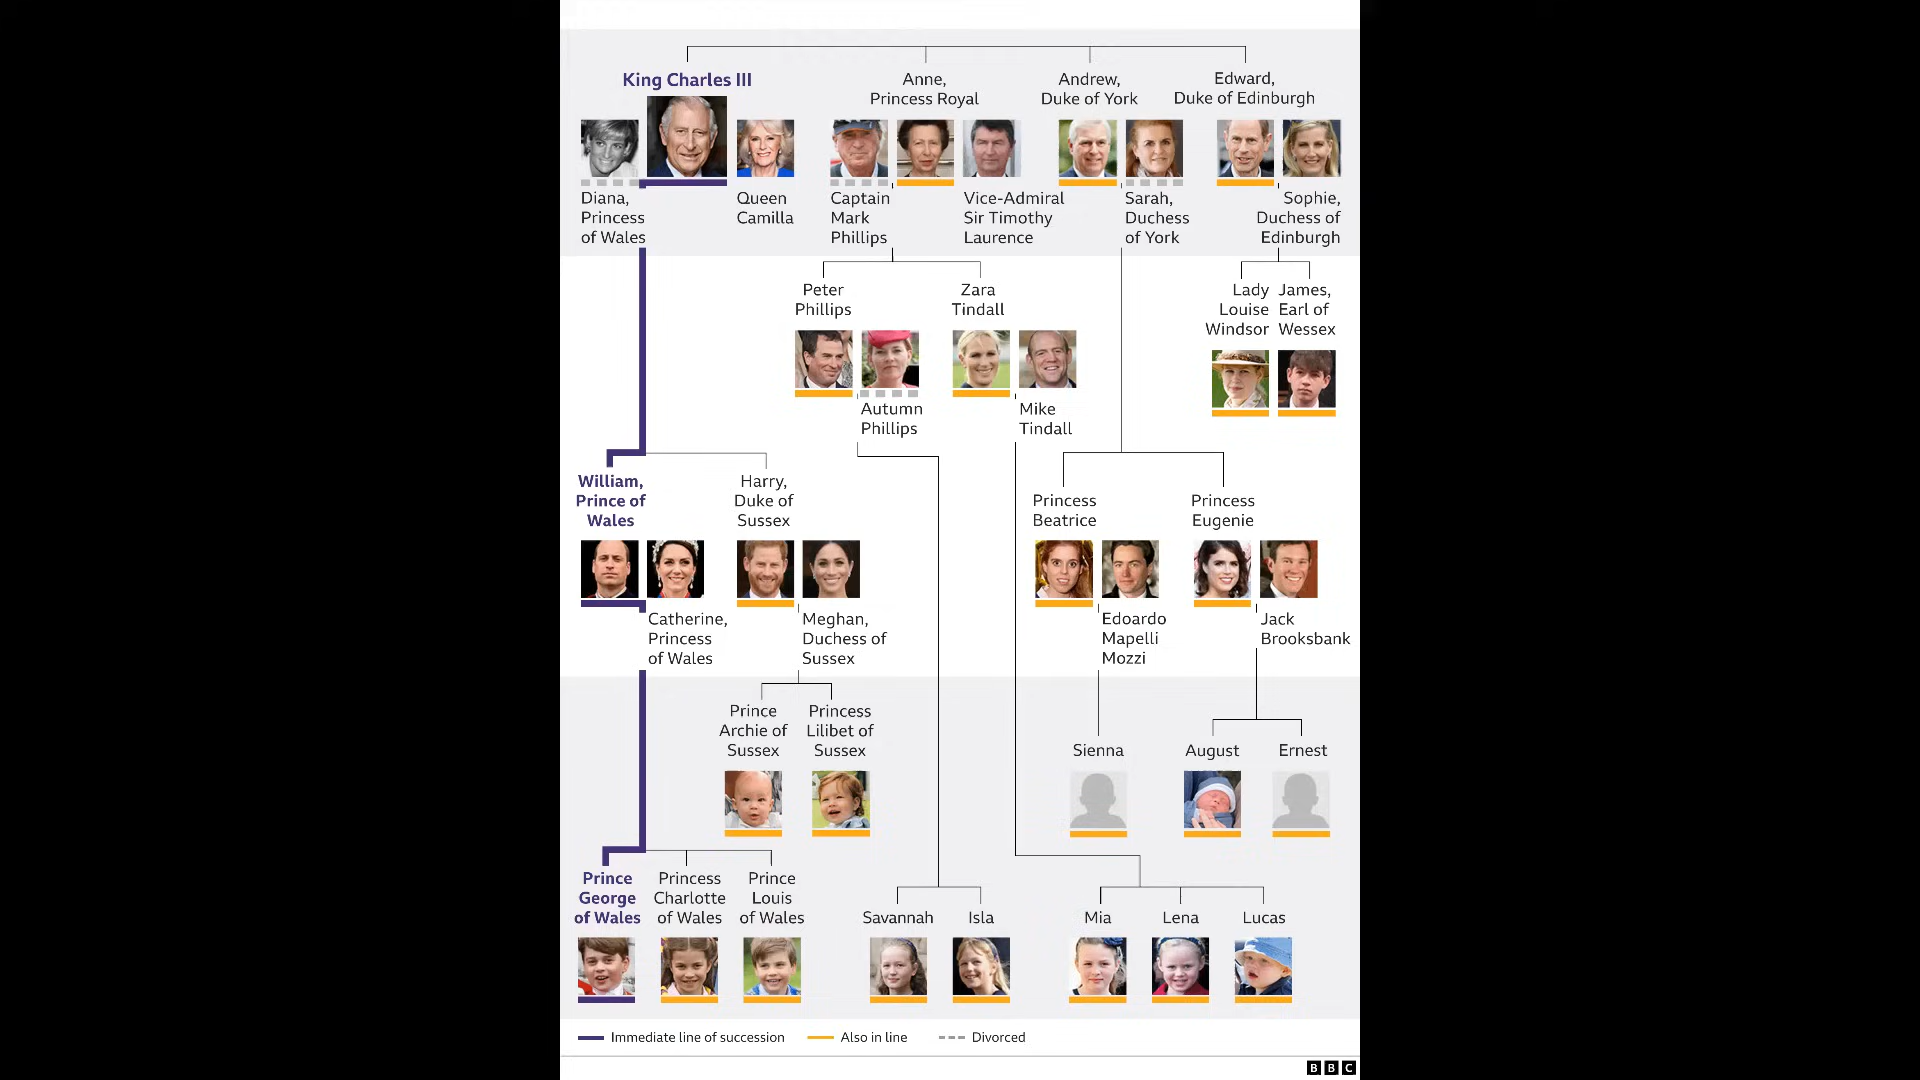 King Charles III
Anne,
Princess Royal
Andrew,
Duke of York
Edward,
Duke of Edinburgh
Diana,
Princess
of Wales
Queen
Camilla
Captain
Mark
Phillips
Vice-Admiral
Sir Timothy
Laurence
Sarah,
Duchess
of York
Sophie,
Duchess of
Edinburgh
Peter
Phillips
Zara
Tindall
Lady
Louise
Windsor
James,
Earl of
Wessex
Autumn
Phillips
Mike
Tindall
William,
Prince of
Wales
Harry,
Duke of
Sussex
Princess
Beatrice
Princess
Eugenie
Catherine,
Princess
of Wales
Meghan,
Duchess of
Sussex
Edoardo
Mapelli
Mozzi
Jack
Brooksbank
Prince
Archie of
Sussex
Princess
Lilibet of
Sussex
Sienna
August
Ernest
Prince
George
of Wales
Princess
Charlotte
of Wales
Prince
Louis
of Wales
Savannah
Isla
Mia
Lena
Lucas
Immediate line of succession
Also in line
Divorced
BBC